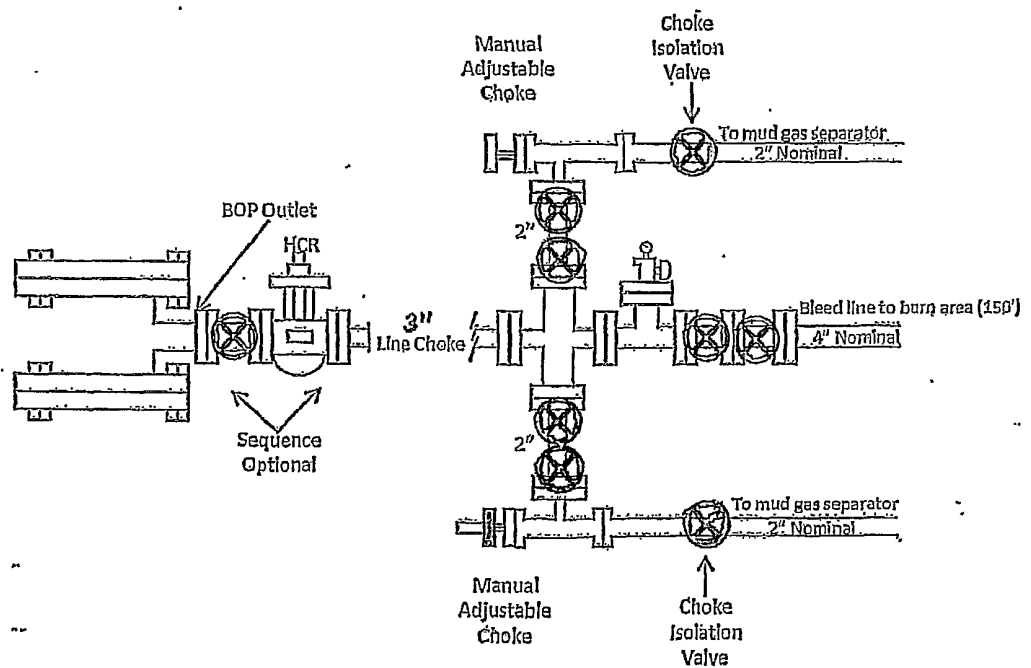 Choke
Isolation
Valve
Manual
Adjustable
Choke
To mud gas separator
2" Nominal
BOP Outlet
HCR
2"
3"
Line Choke
Bleed line to burn area (150')
4" Nominal
Sequence
Optional
2"
To mud gas separator
2" Nominal
Manual
Adjustable
Choke
Choke
Isolation
Valve